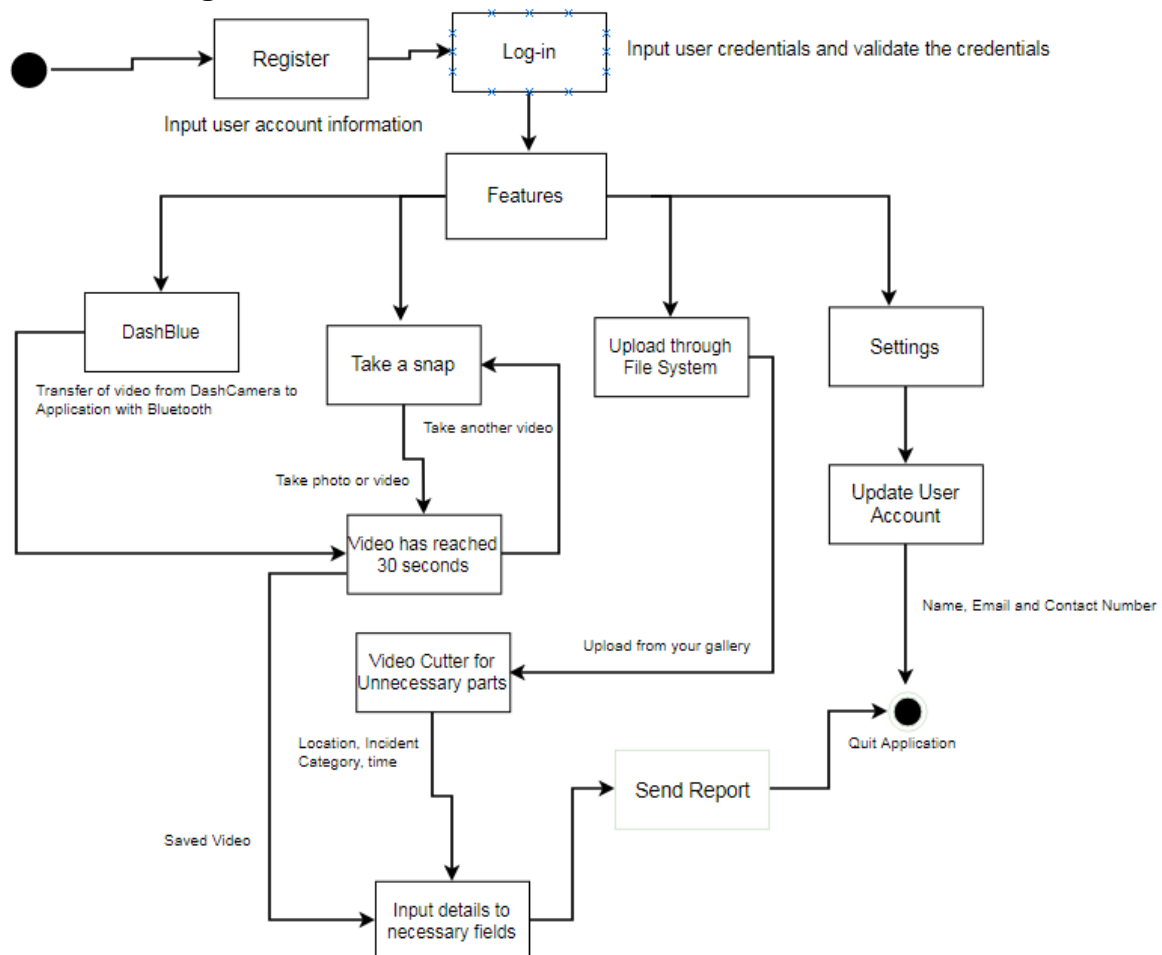 Register
Log-in
Input user credentials and validate the credentials
Input user account information
Features
DashBlue
Transfer of video from DashCamera to
Application with Bluetooth
Take a snap
Upload through
File System
Settings
Take another video
Take photo or video
Video has reached
30 seconds
Update User
Account
Name, Email and Contact Number
Upload from your gallery
Video Cutter for
Unnecessary parts
Location, Incident
Category, time
Quit Application
Send Report
Saved Video
Input details to
necessary fields